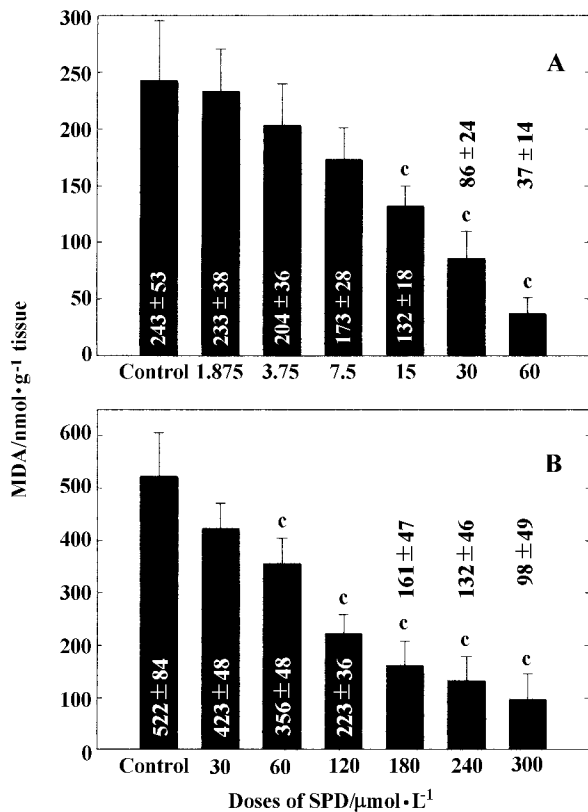 MDA/nmol·g⁻¹ tissue
300
250
200
150
100
50
0
A
243±53
233±38
204±36
173±28
132±18
86±24
37±14
c
c
c
Control 1.875 3.75 7.5 15 30 60
600
500
400
300
200
100
0
B
522±84
423±48
356±48
223±36
161±47
132±46
98±49
c
c
c
c
c
Control 30 60 120 180 240 300
Doses of SPD/μmol·L⁻¹